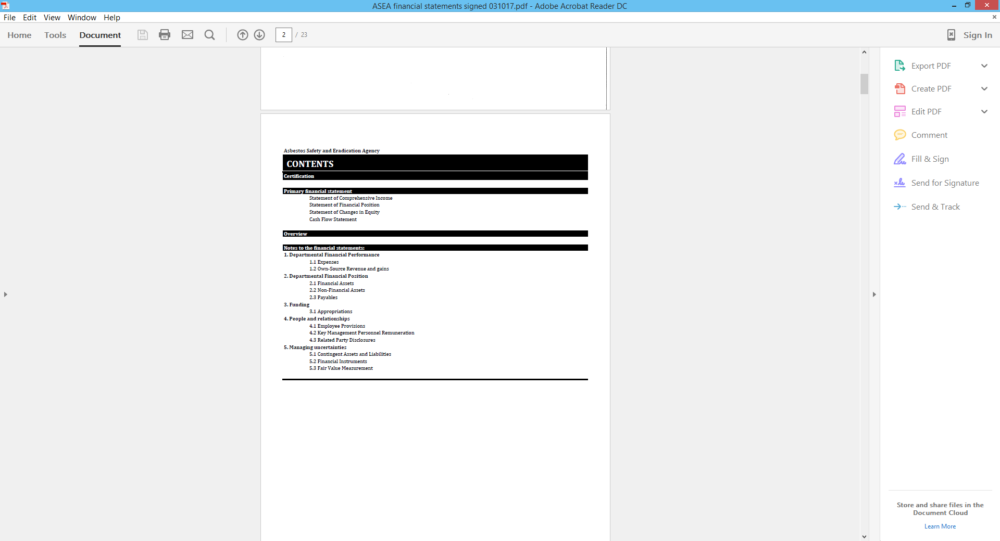 ASEA financial statements signed 031017.pdf - Adobe Acrobat Reader DC
File Edit View Window Help
Home Tools Document 2 / 23 Sign In
Export PDF
Create PDF
Edit PDF
Comment
Fill & Sign
Send for Signature
Send & Track
Asbestos Safety and Eradication Agency
CONTENTS
Certification
Primary financial statement
Statement of Comprehensive Income
Statement of Financial Position
Statement of Changes in Equity
Cash Flow Statement
Overview
Notes to the financial statements:
1. Departmental Financial Performance
1.1 Expenses
1.2 Own-Source Revenue and gains
2. Departmental Financial Position
2.1 Financial Assets
2.2 Non-Financial Assets
2.3 Payables
3. Funding
3.1 Appropriations
4. People and relationships
4.1 Employee Provisions
4.2 Key Management Personnel Remuneration
4.3 Related Party Disclosures
5. Managing uncertainties
5.1 Contingent Assets and Liabilities
5.2 Financial Instruments
5.3 Fair Value Measurement
Store and share files in the
Document Cloud
Learn More